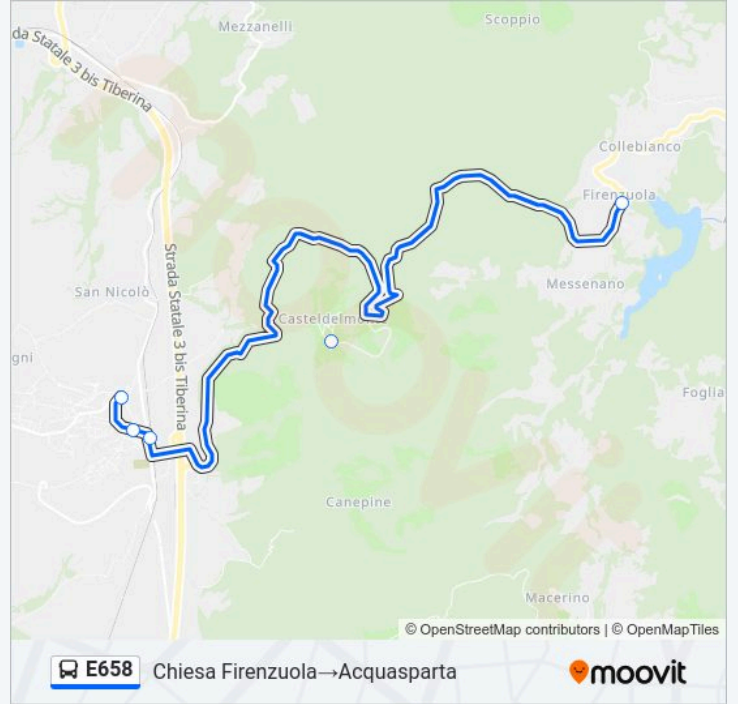 Scoppio
Mezzanelli
da Statale 3 bis Tiberina
Collebianco
Firenzuola
Strada Statale 3 bis Tiberina
San Nicolò
Messenano
Casteldelmonte
gni
Foglia
Canepine
Macerino
© OpenStreetMap contributors | © OpenMapTiles
E658
Chiesa Firenzuola→Acquasparta
moovit